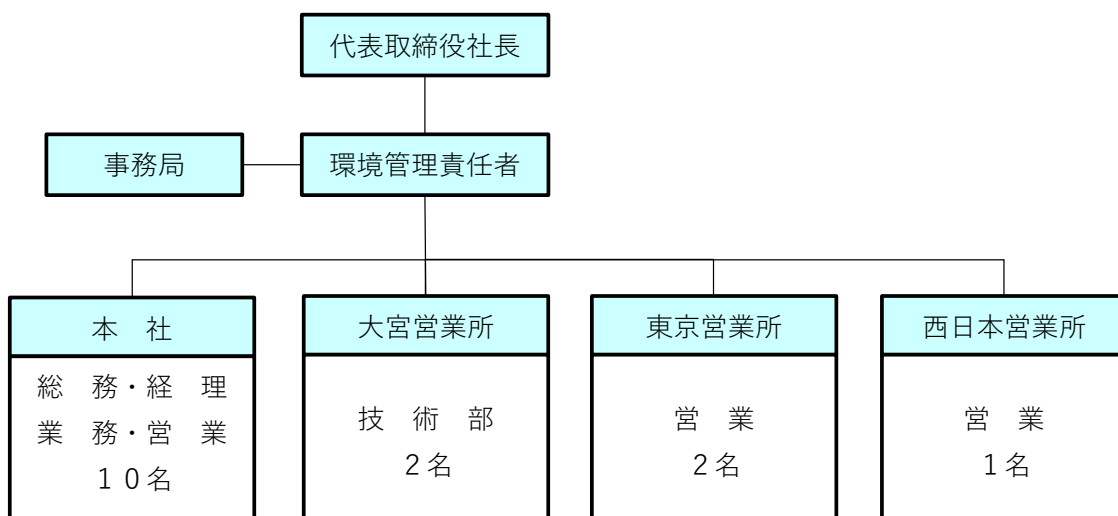 代表取締役社長
事務局
環境管理責任者
本　社
総　務・経　理
業　務・営　業
１０名
大宮営業所
技　術　部
２名
東京営業所
営　業
２名
西日本営業所
営　業
１名